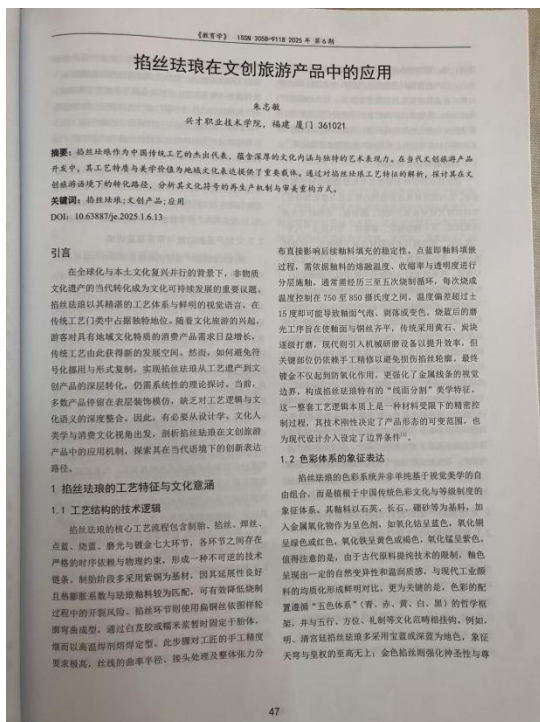 《教育学》 ISSN 3058-9118 2025 年 第 6 期
掐丝珐琅在文创旅游产品中的应用
朱志敏
兴才职业技术学院，福建 厦门 361021
摘要：掐丝珐琅作为中国传统工艺的杰出代表，蕴含深厚的文化内涵与独特的艺术表现力。在当代文创旅游产品
开发中，其工艺特质与美学价值为地域文化表达提供了重要载体。通过对掐丝珐琅工艺特征的解析，探讨其在文
创旅游语境下的转化路径，分析其文化符号的再生产机制与审美重构方式。
关键词：掐丝珐琅;文创产品;应用
DOI: 10.63887/je.2025.1.6.13
引言
在全球化与本土文化复兴并行的背景下，非物质
文化遗产的当代转化成为文化可持续发展的重要议题。
掐丝珐琅以其精湛的工艺体系与鲜明的视觉语言，在
传统工艺门类中占据独特地位。随着文化旅游的兴起，
游客对具有地域文化特质的消费产品需求日益增长，
传统工艺由此获得新的发展空间。然而，如何避免符
号化挪用与形式复制，实现掐丝珐琅从工艺遗产到文
创产品的深层转化，仍需系统性的理论探讨。当前，
多数产品停留在表层装饰模仿，缺乏对工艺逻辑与文
化语义的深度整合。因此，有必要从设计学、文化人
类学与消费文化视角出发，剖析掐丝珐琅在文创旅游
产品中的应用机制，探索其在当代语境下的创新表达
路径。
1 掐丝珐琅的工艺特征与文化意涵
1.1 工艺结构的技术逻辑
掐丝珐琅的核心工艺流程包含制胎、掐丝、焊丝、
点蓝、烧蓝、磨光与镀金七大环节，各环节之间存在
严格的时序依赖与物理约束，形成一种不可逆的技术
链条。制胎阶段多采用紫铜为基材，因其延展性良好
且热膨胀系数与珐琅釉料较为匹配，可有效降低烧制
过程中的开裂风险。掐丝环节则使用扁铜丝依图样轮
廓弯曲成型，通过白芨胶或糯米浆暂时固定于胎体，
继而以高温焊剂熔焊定型。此步骤对工匠的手工精度
要求极高，丝线的曲率半径、接头处理及整体张力分
布直接影响后续釉料填充的稳定性。点蓝即釉料填嵌
过程，需依据釉料的熔融温度、收缩率与透明度进行
分层施釉，通常需经历三至五次烧制循环，每次烧成
温度控制在 750 至 850 摄氏度之间，温度偏差超过±
15 度即可能导致釉面气泡、剥落或变色。烧蓝后的磨
光工序旨在使釉面与铜丝齐平，传统采用黄石、炭块
逐级打磨，现代则引入机械研磨设备以提升效率，但
关键部位仍依赖手工精修以避免损伤掐丝轮廓。最终
镀金不仅起到防氧化作用，更强化了金属线条的视觉
边界，构成掐丝珐琅特有的“线面分割”美学特征。
这一整套工艺逻辑本质上是一种材料受限下的精密控
制过程，其技术刚性决定了产品形态的可变范围，也
为现代设计介入设定了边界条件[1]。
1.2 色彩体系的象征表达
掐丝珐琅的色彩系统并非单纯基于视觉美学的自
由组合，而是植根于中国传统色彩文化与等级制度的
象征体系。其釉料以石英、长石、硼砂等为基料，加
入金属氧化物作为呈色剂，如氧化钴呈蓝色，氧化铜
呈绿色或红色，氧化铁呈黄色或褐色，氧化锰呈紫色。
值得注意的是，由于古代原料提纯技术的限制，釉色
呈现出一定的自然变异性和温润质感，与现代工业颜
料的均质化形成鲜明对比。更为关键的是，色彩的配
置遵循“五色体系”（青、赤、黄、白、黑）的哲学框
架，并与五行、方位、礼制等文化范畴相挂钩。例如，
明、清宫廷掐丝珐琅多采用宝蓝或深蓝为地色，象征
天穹与皇权的至高无上；金色掐丝则强化神圣性与尊
47